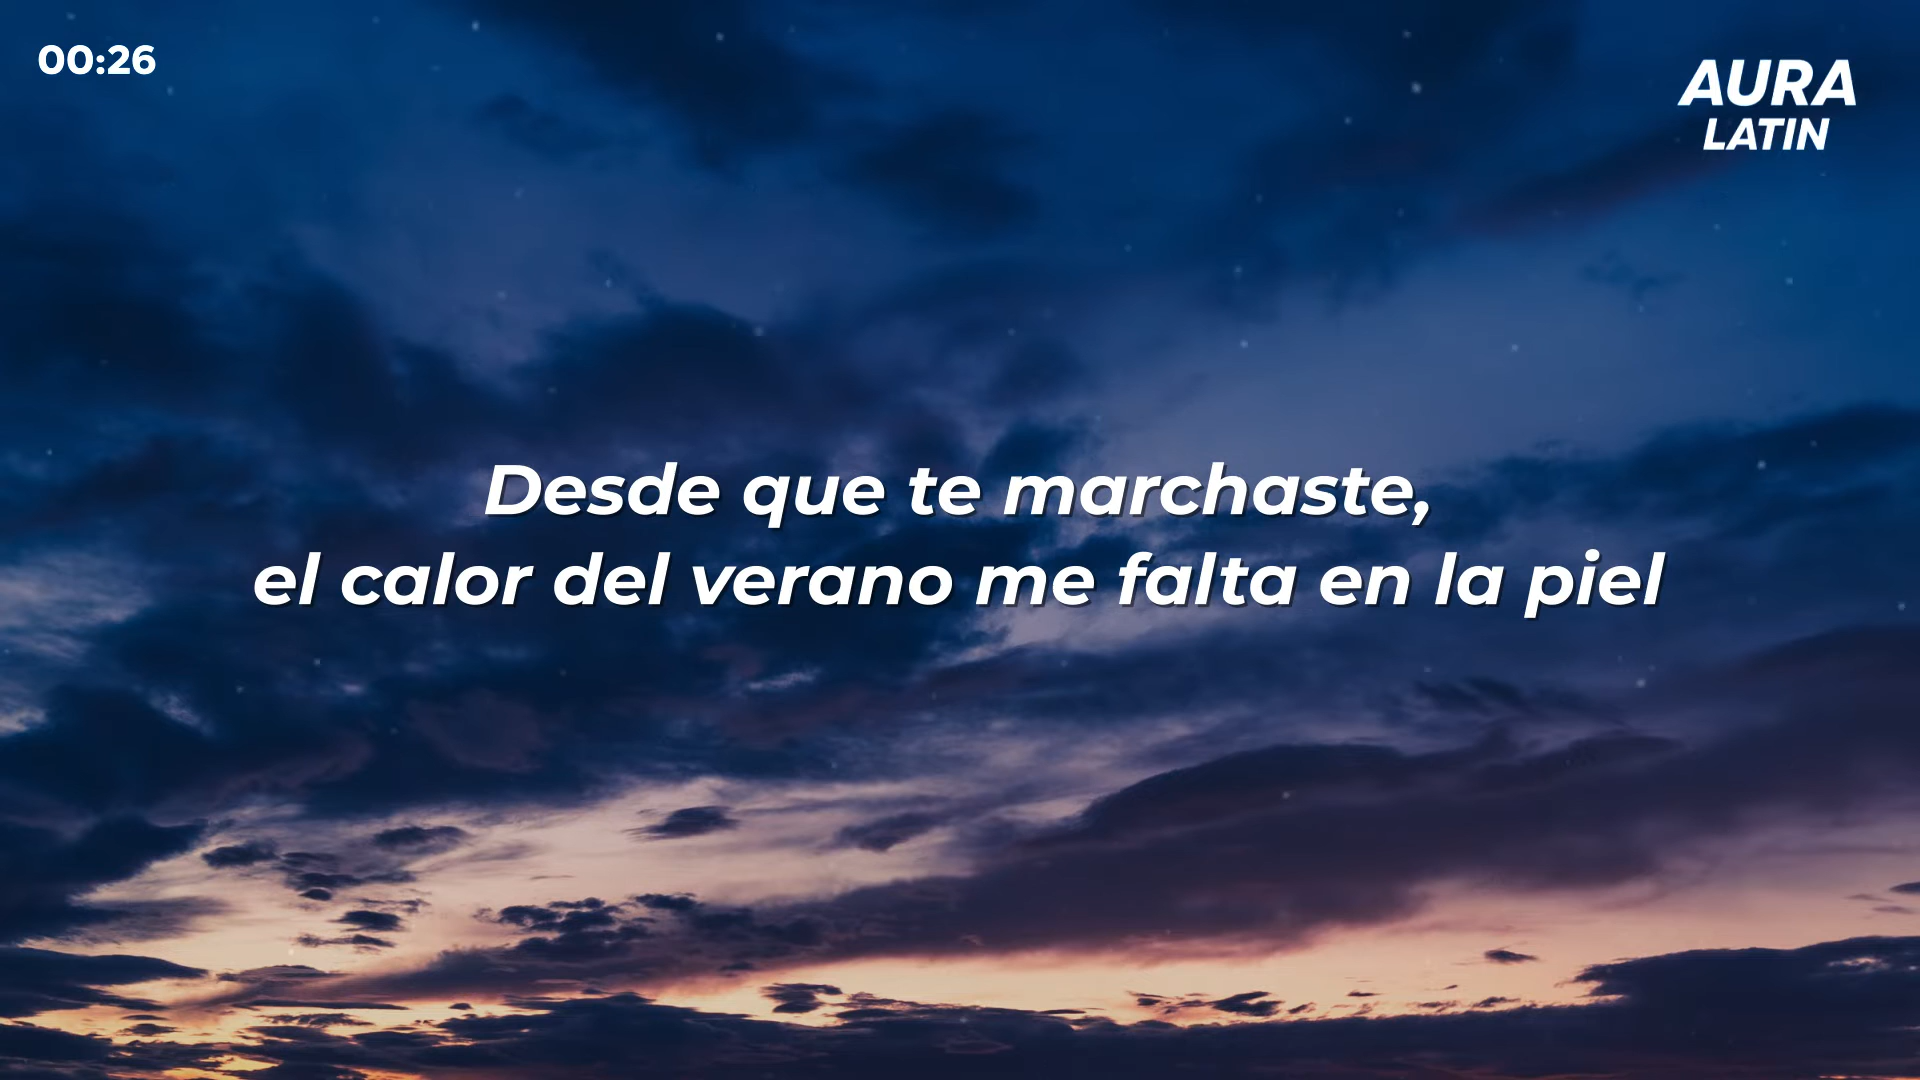 00:26
AURA
LATIN
Desde que te marchaste,
el calor del verano me falta en la piel